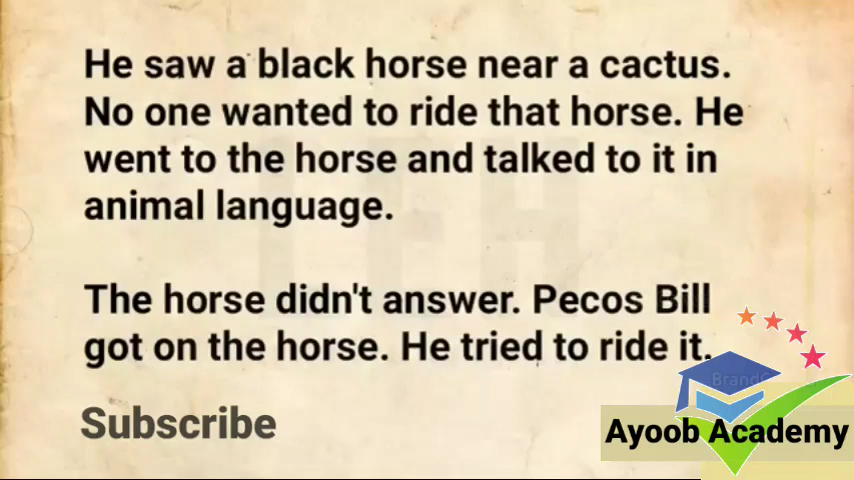 He saw a black horse near a cactus.
No one wanted to ride that horse. He
went to the horse and talked to it in
animal language.
The horse didn't answer. Pecos Bill
got on the horse. He tried to ride it.
Subscribe
Ayoob Academy